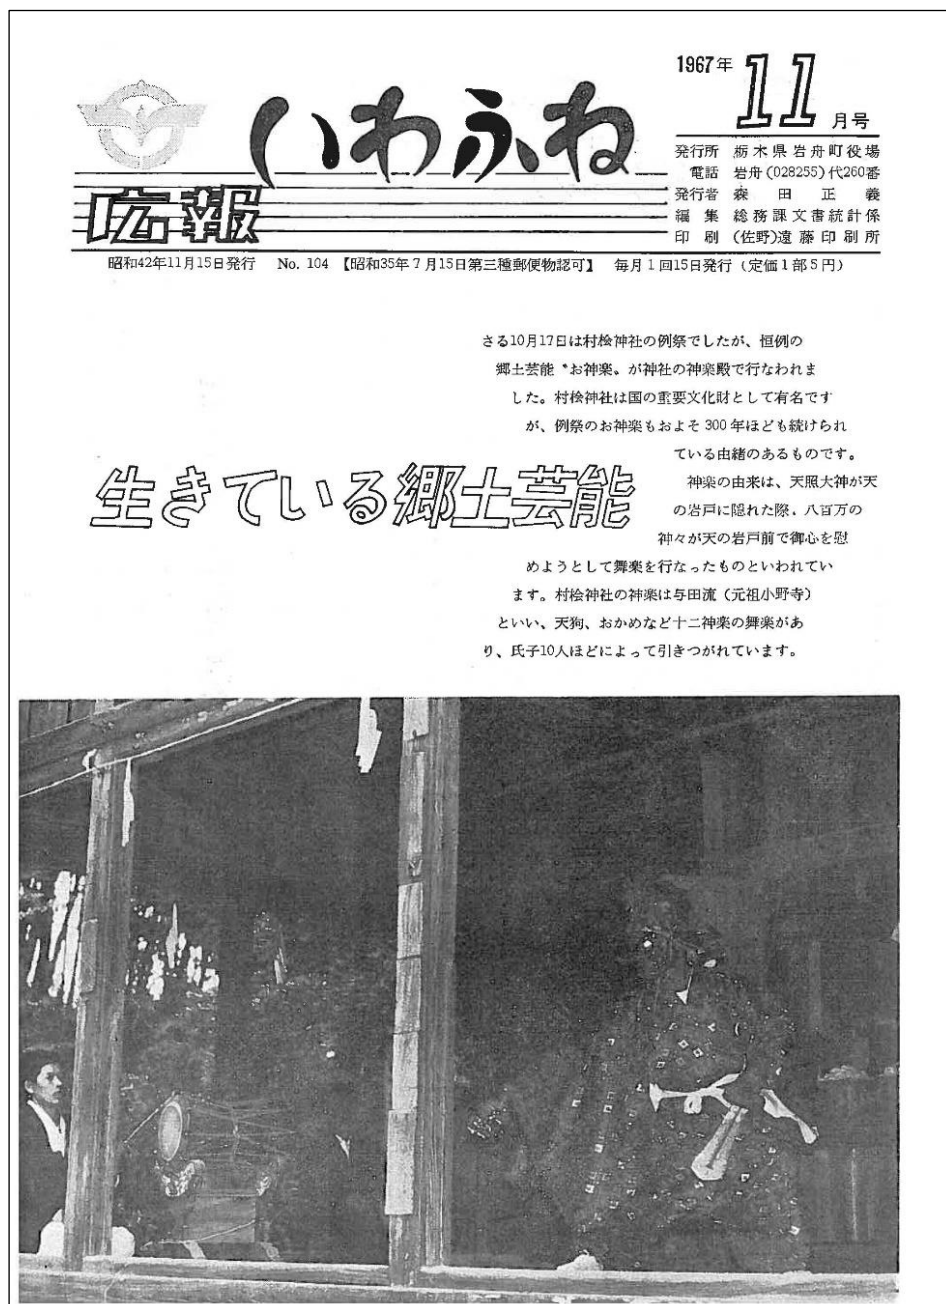 1967年 11月号
いわふね
広報
発行所 栃木県岩舟町役場
電話 岩舟(028255)代260番
発行者 森田正義
編集 総務課文書統計係
印刷 (佐野)遠藤印刷所
昭和42年11月15日発行 No. 104 【昭和35年7月15日第三種郵便物認可】 毎月1回15日発行(定価1部5円)
生きている郷土芸能
さる10月17日は村桧神社の例祭でしたが、恒例の
郷土芸能〝お神楽〟が神社の神楽殿で行なわれま
した。村桧神社は国の重要文化財として有名です
が、例祭のお神楽もおよそ300年ほども続けられ
ている由緒のあるものです。
神楽の由来は、天照大神が天
の岩戸に隠れた際、八百万の
神々が天の岩戸前で御心を慰
めようとして舞楽を行なったものといわれてい
ます。村絵神社の神楽は与田流(元祖小野寺)
といい、天狗、おかめなど十二神楽の舞楽があ
り、氏子10人ほどによって引きつがれています。